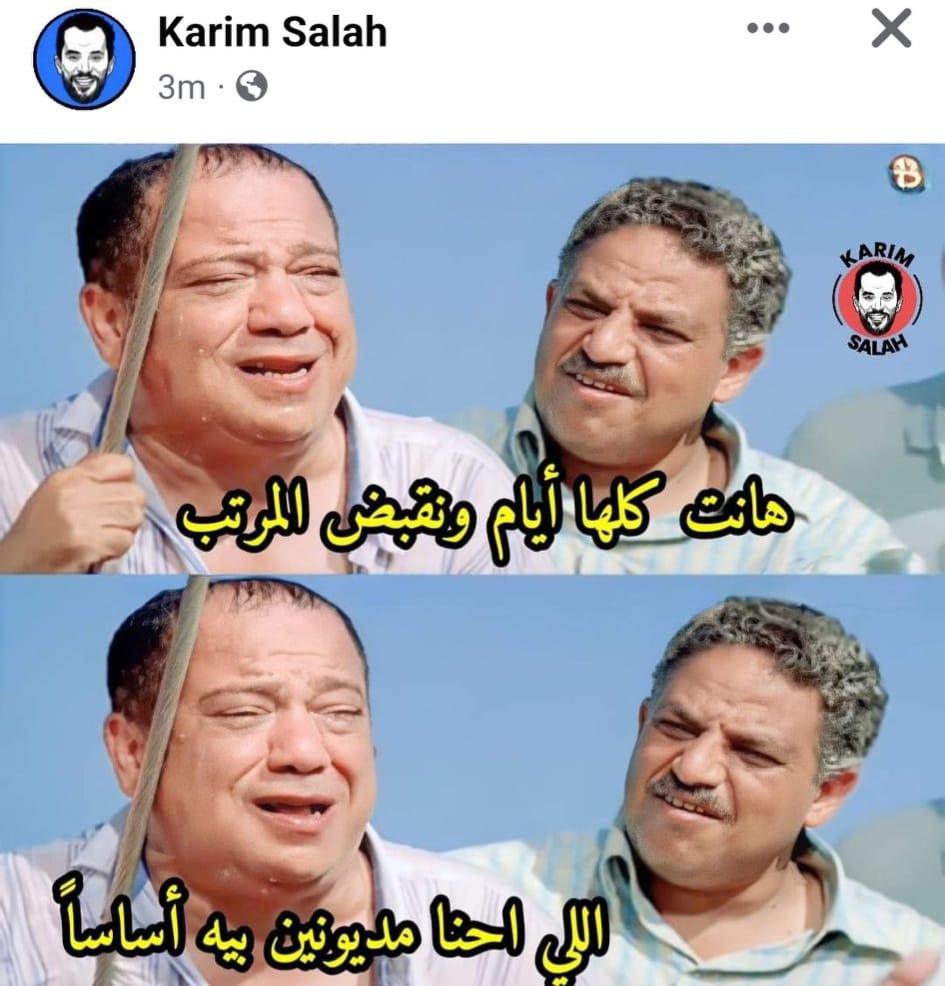 Karim Salah
3m
KARIM
SALAH
هانت كلها أيام ونقبض المرتب
اللي احنا مديونين بيه أساساً